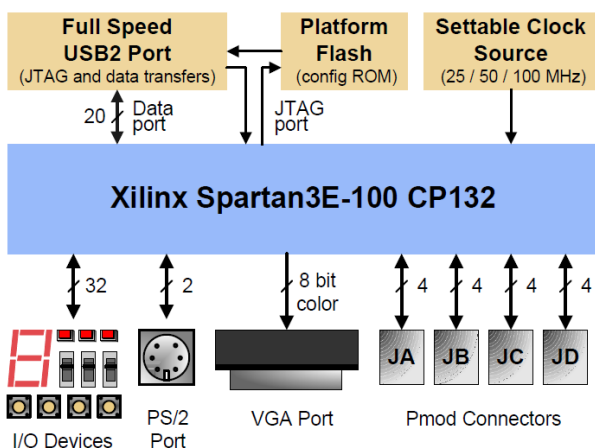 Full Speed
USB2 Port
(JTAG and data transfers)
Platform
Flash
(config ROM)
Settable Clock
Source
(25 / 50 / 100 MHz)
20
Data
port
JTAG
port
Xilinx Spartan3E-100 CP132
32
2
8 bit
color
4
4
4
4
JA
JB
JC
JD
I/O Devices
PS/2
Port
VGA Port
Pmod Connectors